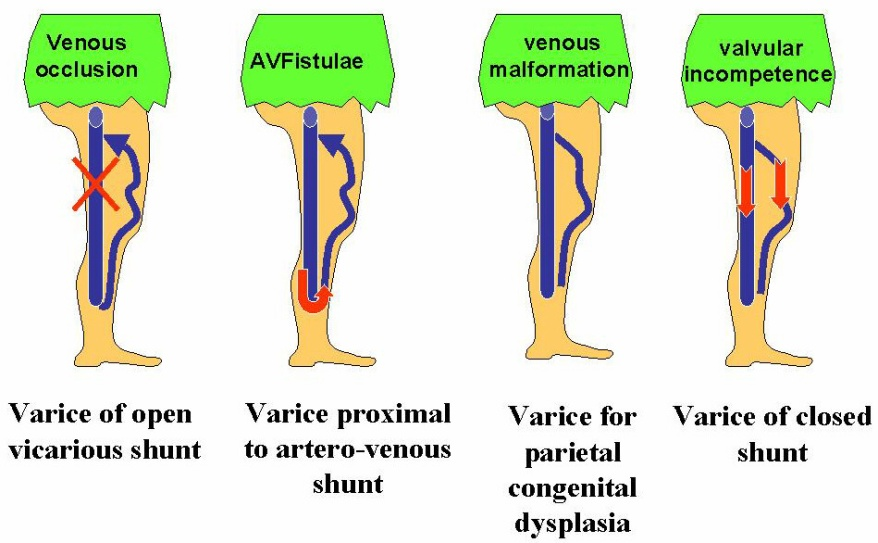 Venous
occlusion
AVFistulae
venous
malformation
valvular
incompetence
Varice of open
vicarious shunt
Varice proximal
to artero-venous
shunt
Varice for
parietal
congenital
dysplasia
Varice of closed
shunt